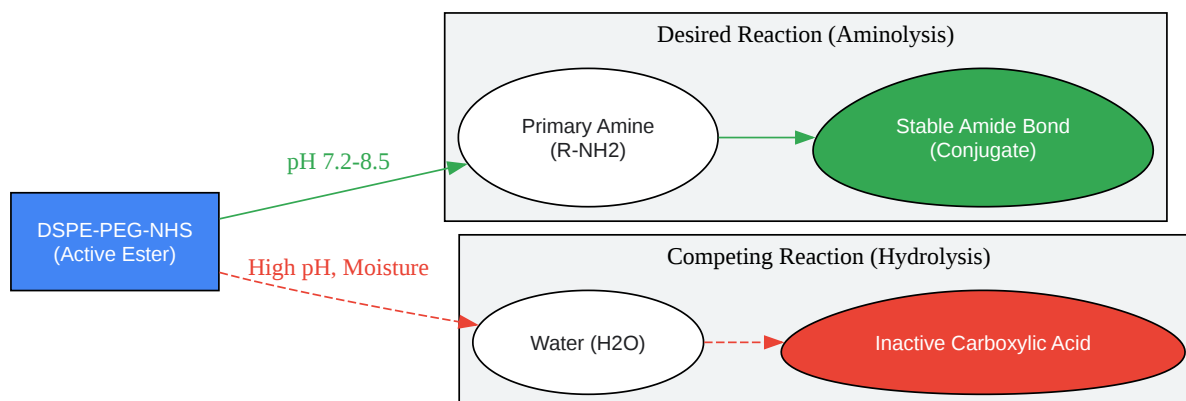 Desired Reaction (Aminolysis)
Primary Amine
(R-NH2)
Stable Amide Bond
(Conjugate)
pH 7.2-8.5
DSPE-PEG-NHS
(Active Ester)
High pH, Moisture
Competing Reaction (Hydrolysis)
Water (H2O)
Inactive Carboxylic Acid